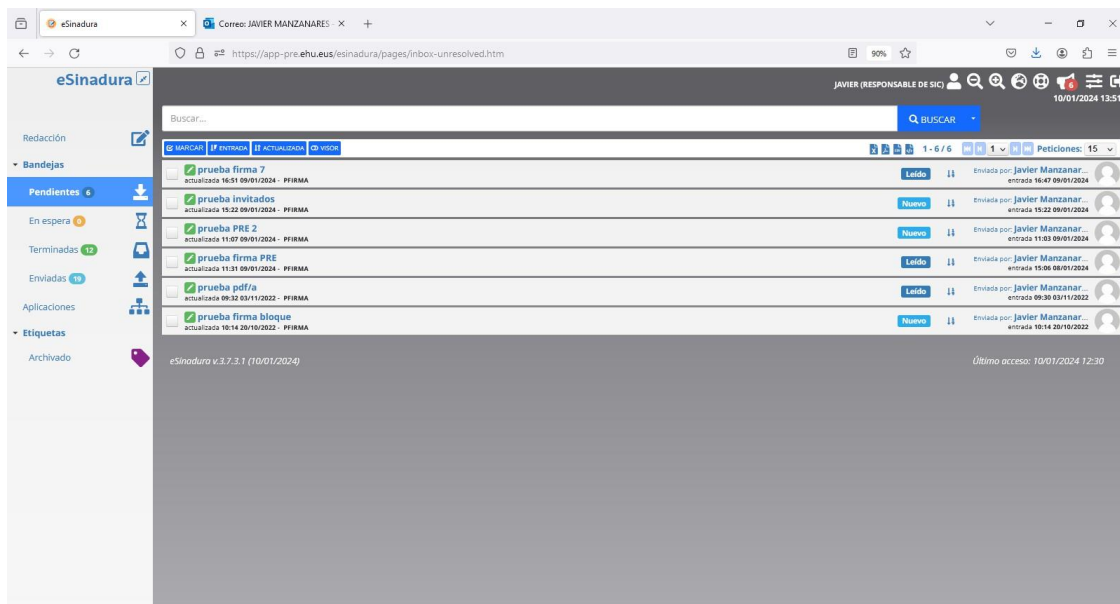 eSinadura
Correo: JAVIER MANZANARES -
https://app-pre.ehu.eus/esinadura/pages/inbox-unresolved.htm
90%
eSinadura
JAVIER (RESPONSABLE DE SIC)
6
10/01/2024 13:51
Buscar...
BUSCAR
Redacción
Bandejas
Pendientes 6
En espera 0
Terminadas 12
Enviadas 19
Aplicaciones
Etiquetas
Archivado
MARCAR ENTRADA ACTUALIZADA VISOR
1 - 6 / 6 1 Peticiones: 15
prueba firma 7
actualizada 16:51 09/01/2024 - PFIRMA
Leído
Enviada por: Javier Manzanar...
entrada 16:47 09/01/2024
prueba invitados
actualizada 15:22 09/01/2024 - PFIRMA
Nuevo
Enviada por: Javier Manzanar...
entrada 15:22 09/01/2024
prueba PRE 2
actualizada 11:07 09/01/2024 - PFIRMA
Nuevo
Enviada por: Javier Manzanar...
entrada 11:03 09/01/2024
prueba firma PRE
actualizada 11:31 09/01/2024 - PFIRMA
Leído
Enviada por: Javier Manzanar...
entrada 15:06 08/01/2024
prueba pdf/a
actualizada 09:32 03/11/2022 - PFIRMA
Leído
Enviada por: Javier Manzanar...
entrada 09:30 03/11/2022
prueba firma bloque
actualizada 10:14 20/10/2022 - PFIRMA
Nuevo
Enviada por: Javier Manzanar...
entrada 10:14 20/10/2022
eSinadura v.3.7.3.1 (10/01/2024)
Último acceso: 10/01/2024 12:30